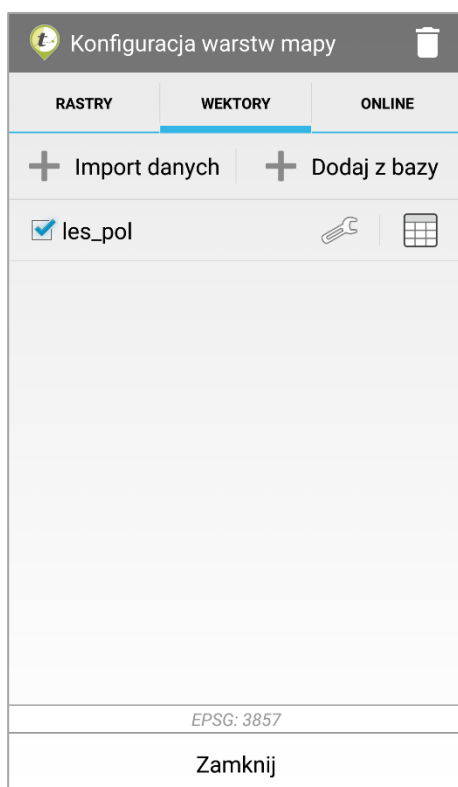 Konfiguracja warstw mapy
RASTRY WEKTORY ONLINE
Import danych Dodaj z bazy
les_pol
EPSG: 3857
Zamknij